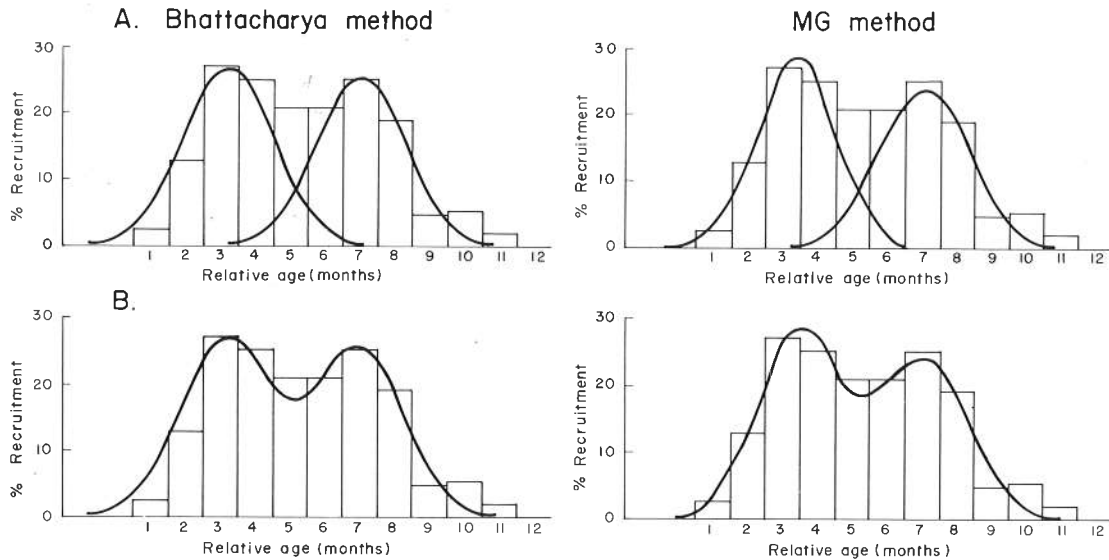 A. Bhattacharya method
MG method
30
20
10
0
% Recruitment
1 2 3 4 5 6 7 8 9 10 11 12
Relative age (months)
30
20
10
0
% Recruitment
1 2 3 4 5 6 7 8 9 10 11 12
Relative age (months)
B.
30
20
10
0
% Recruitment
1 2 3 4 5 6 7 8 9 10 11 12
Relative age (months)
30
20
10
0
% Recruitment
1 2 3 4 5 6 7 8 9 10 11 12
Relative age (months)